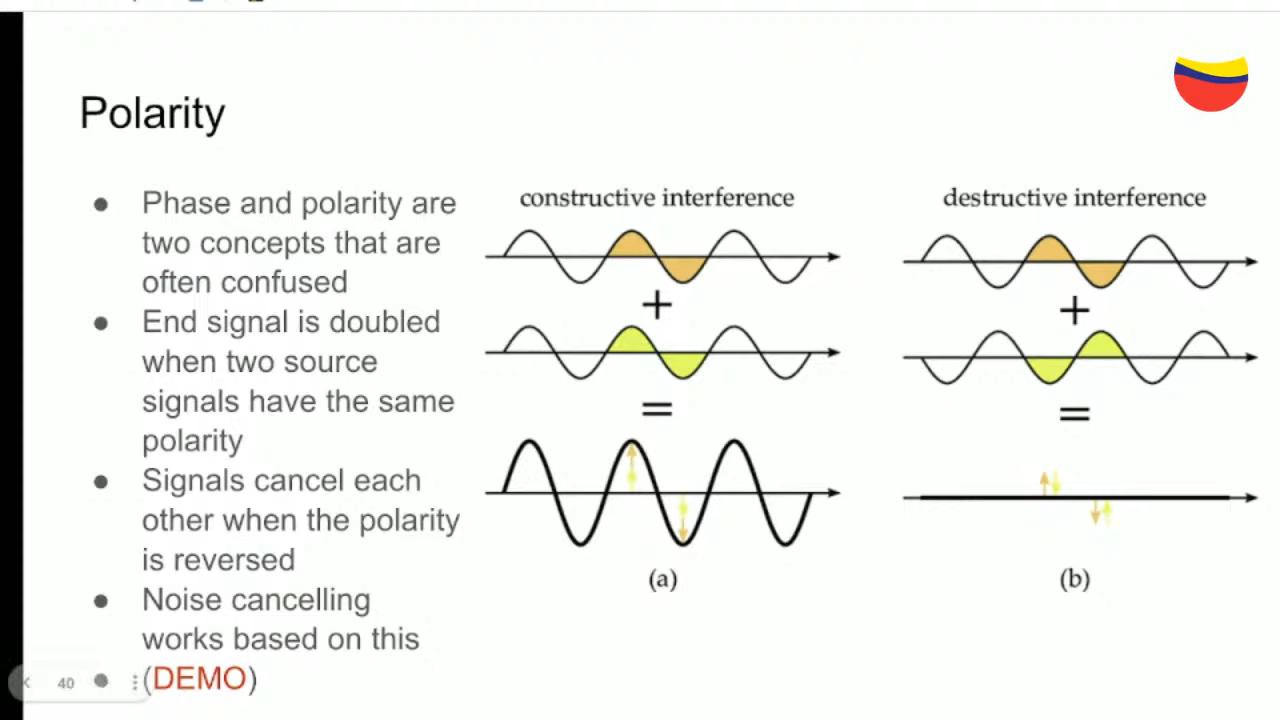 Polarity
● Phase and polarity are
two concepts that are
often confused
● End signal is doubled
when two source
signals have the same
polarity
● Signals cancel each
other when the polarity
is reversed
● Noise cancelling
works based on this
● (DEMO)
constructive interference
+
=
(a)
destructive interference
+
=
(b)
40